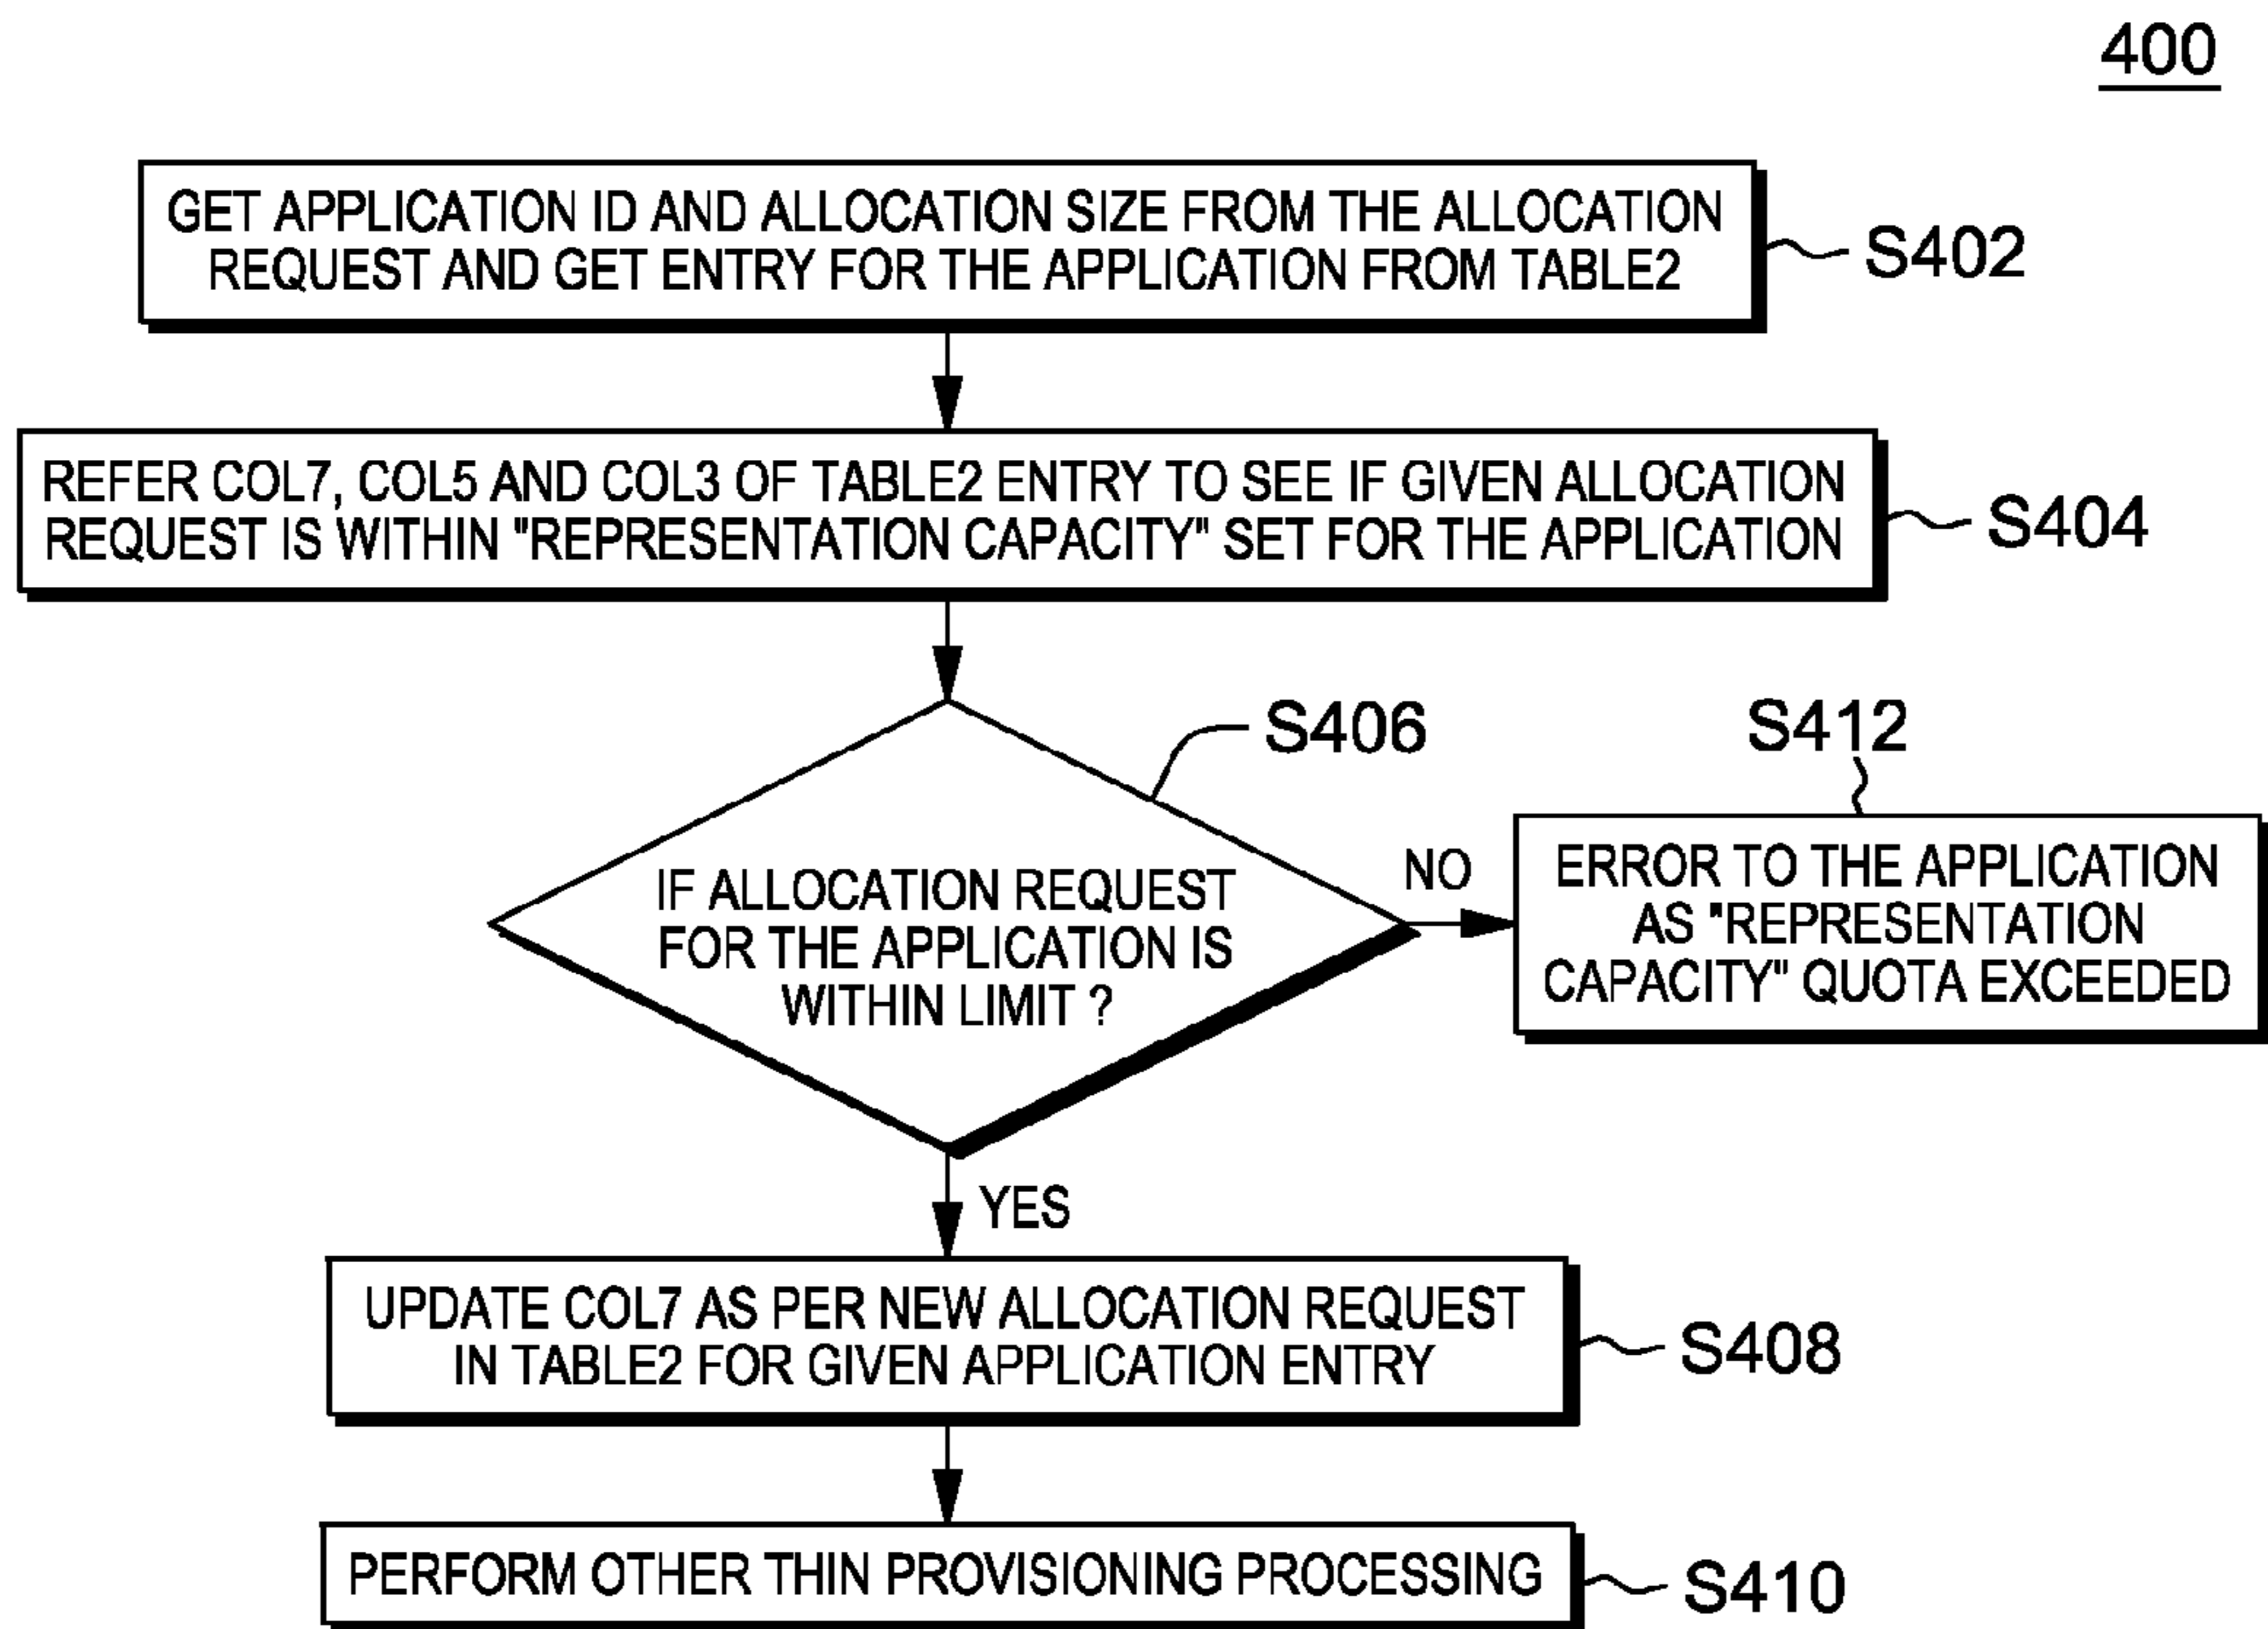 400
GET APPLICATION ID AND ALLOCATION SIZE FROM THE ALLOCATION
REQUEST AND GET ENTRY FOR THE APPLICATION FROM TABLE2
S402
REFER COL7, COL5 AND COL3 OF TABLE2 ENTRY TO SEE IF GIVEN ALLOCATION
REQUEST IS WITHIN "REPRESENTATION CAPACITY" SET FOR THE APPLICATION
S404
S406
IF ALLOCATION REQUEST
FOR THE APPLICATION IS
WITHIN LIMIT ?
NO
S412
ERROR TO THE APPLICATION
AS "REPRESENTATION
CAPACITY" QUOTA EXCEEDED
YES
UPDATE COL7 AS PER NEW ALLOCATION REQUEST
IN TABLE2 FOR GIVEN APPLICATION ENTRY
S408
PERFORM OTHER THIN PROVISIONING PROCESSING
S410